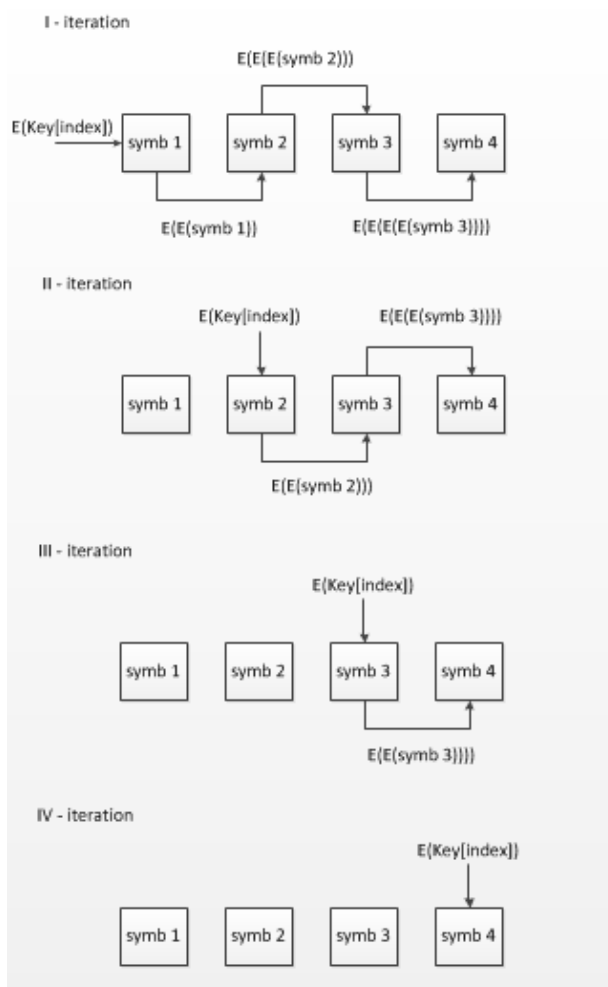 I - iteration
E(E(E(symb 2)))
E(Key[index])
symb 1
symb 2
symb 3
symb 4
E(E(symb 1))
E(E(E(E(symb 3))))
II - iteration
E(Key[index])
E(E(E(symb 3))))
symb 1
symb 2
symb 3
symb 4
E(E(symb 2)))
III - iteration
E(Key[index])
symb 1
symb 2
symb 3
symb 4
E(E(symb 3))))
IV - iteration
E(Key[index])
symb 1
symb 2
symb 3
symb 4